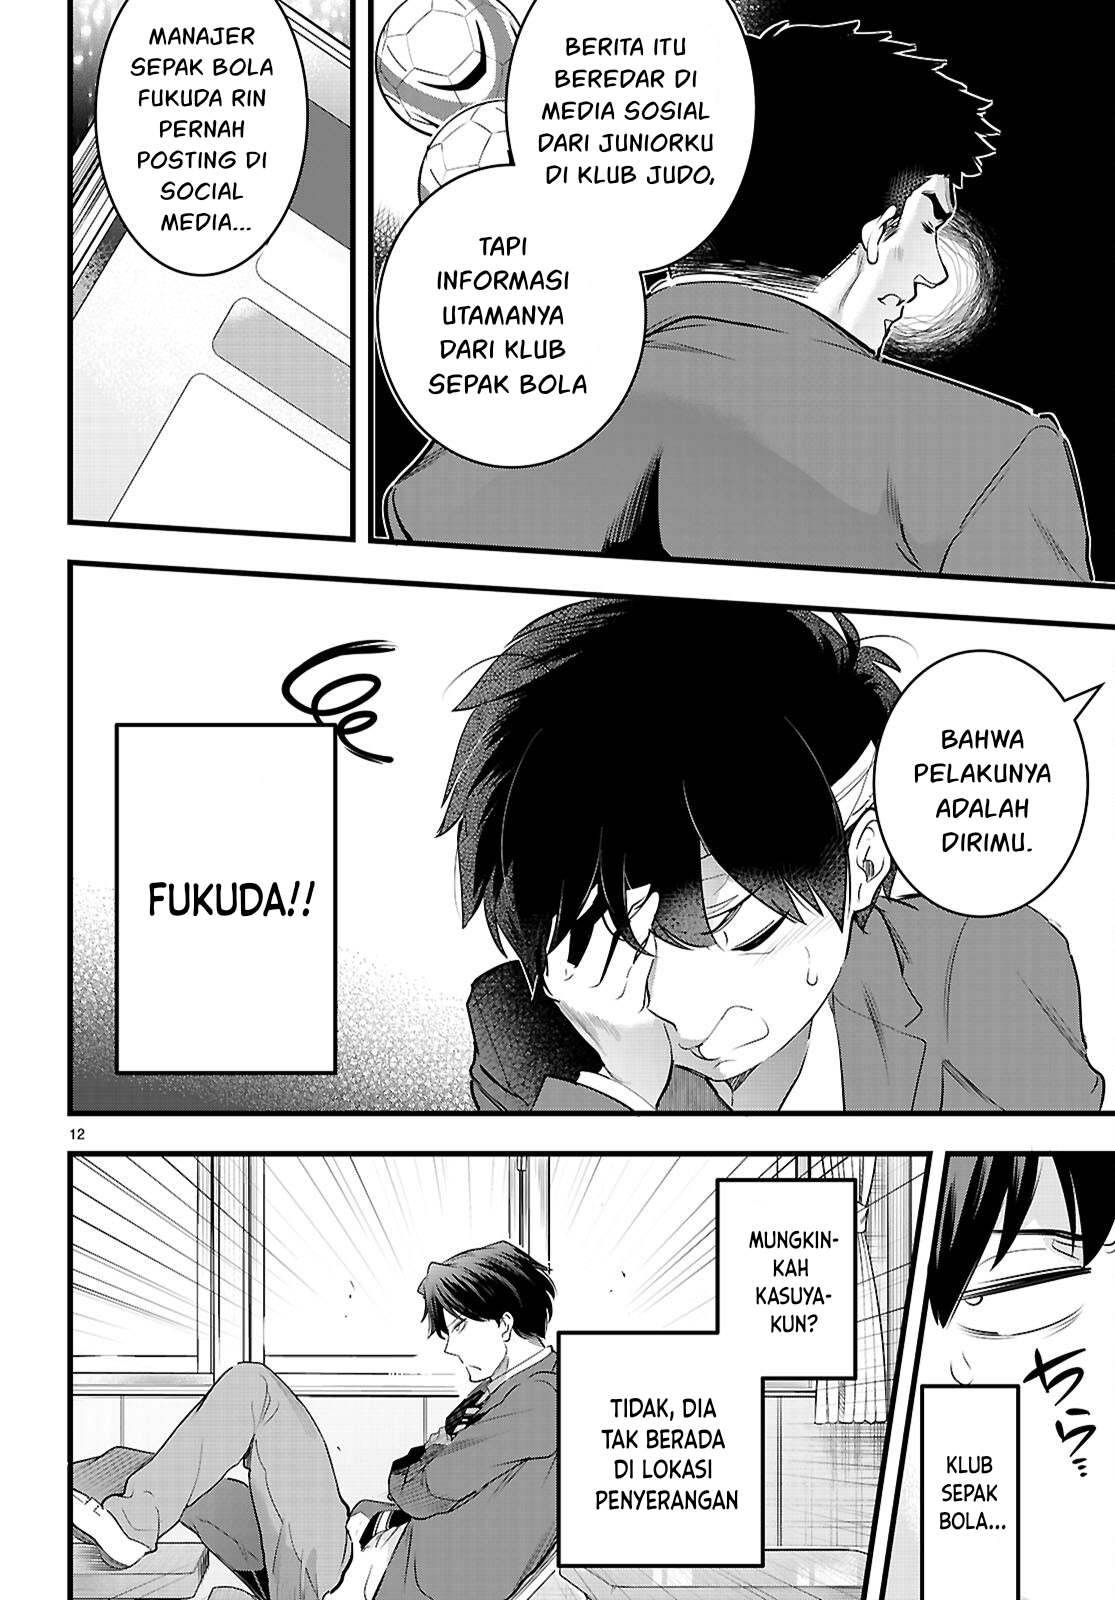 BERITA ITU
BEREDAR DI
MEDIA SOSIAL
DARI JUNIORKU
DI KLUB JUDO,
TAPI
INFORMASI
UTAMANYA
DARI KLUB
SEPAK BOLA
MANAJER
SEPAK BOLA
FUKUDA RIN
PERNAH
POSTING DI
SOCIAL
MEDIA...
BAHWA
PELAKUNYA
ADALAH
DIRIMU.
FUKUDA!!
12
ちら
KLUB
SEPAK
BOLA...
MUNGKIN-
KAH
KASUYA-
KUN?
TIDAK, DIA
TAK BERADA
DI LOKASI
PENYERANGAN